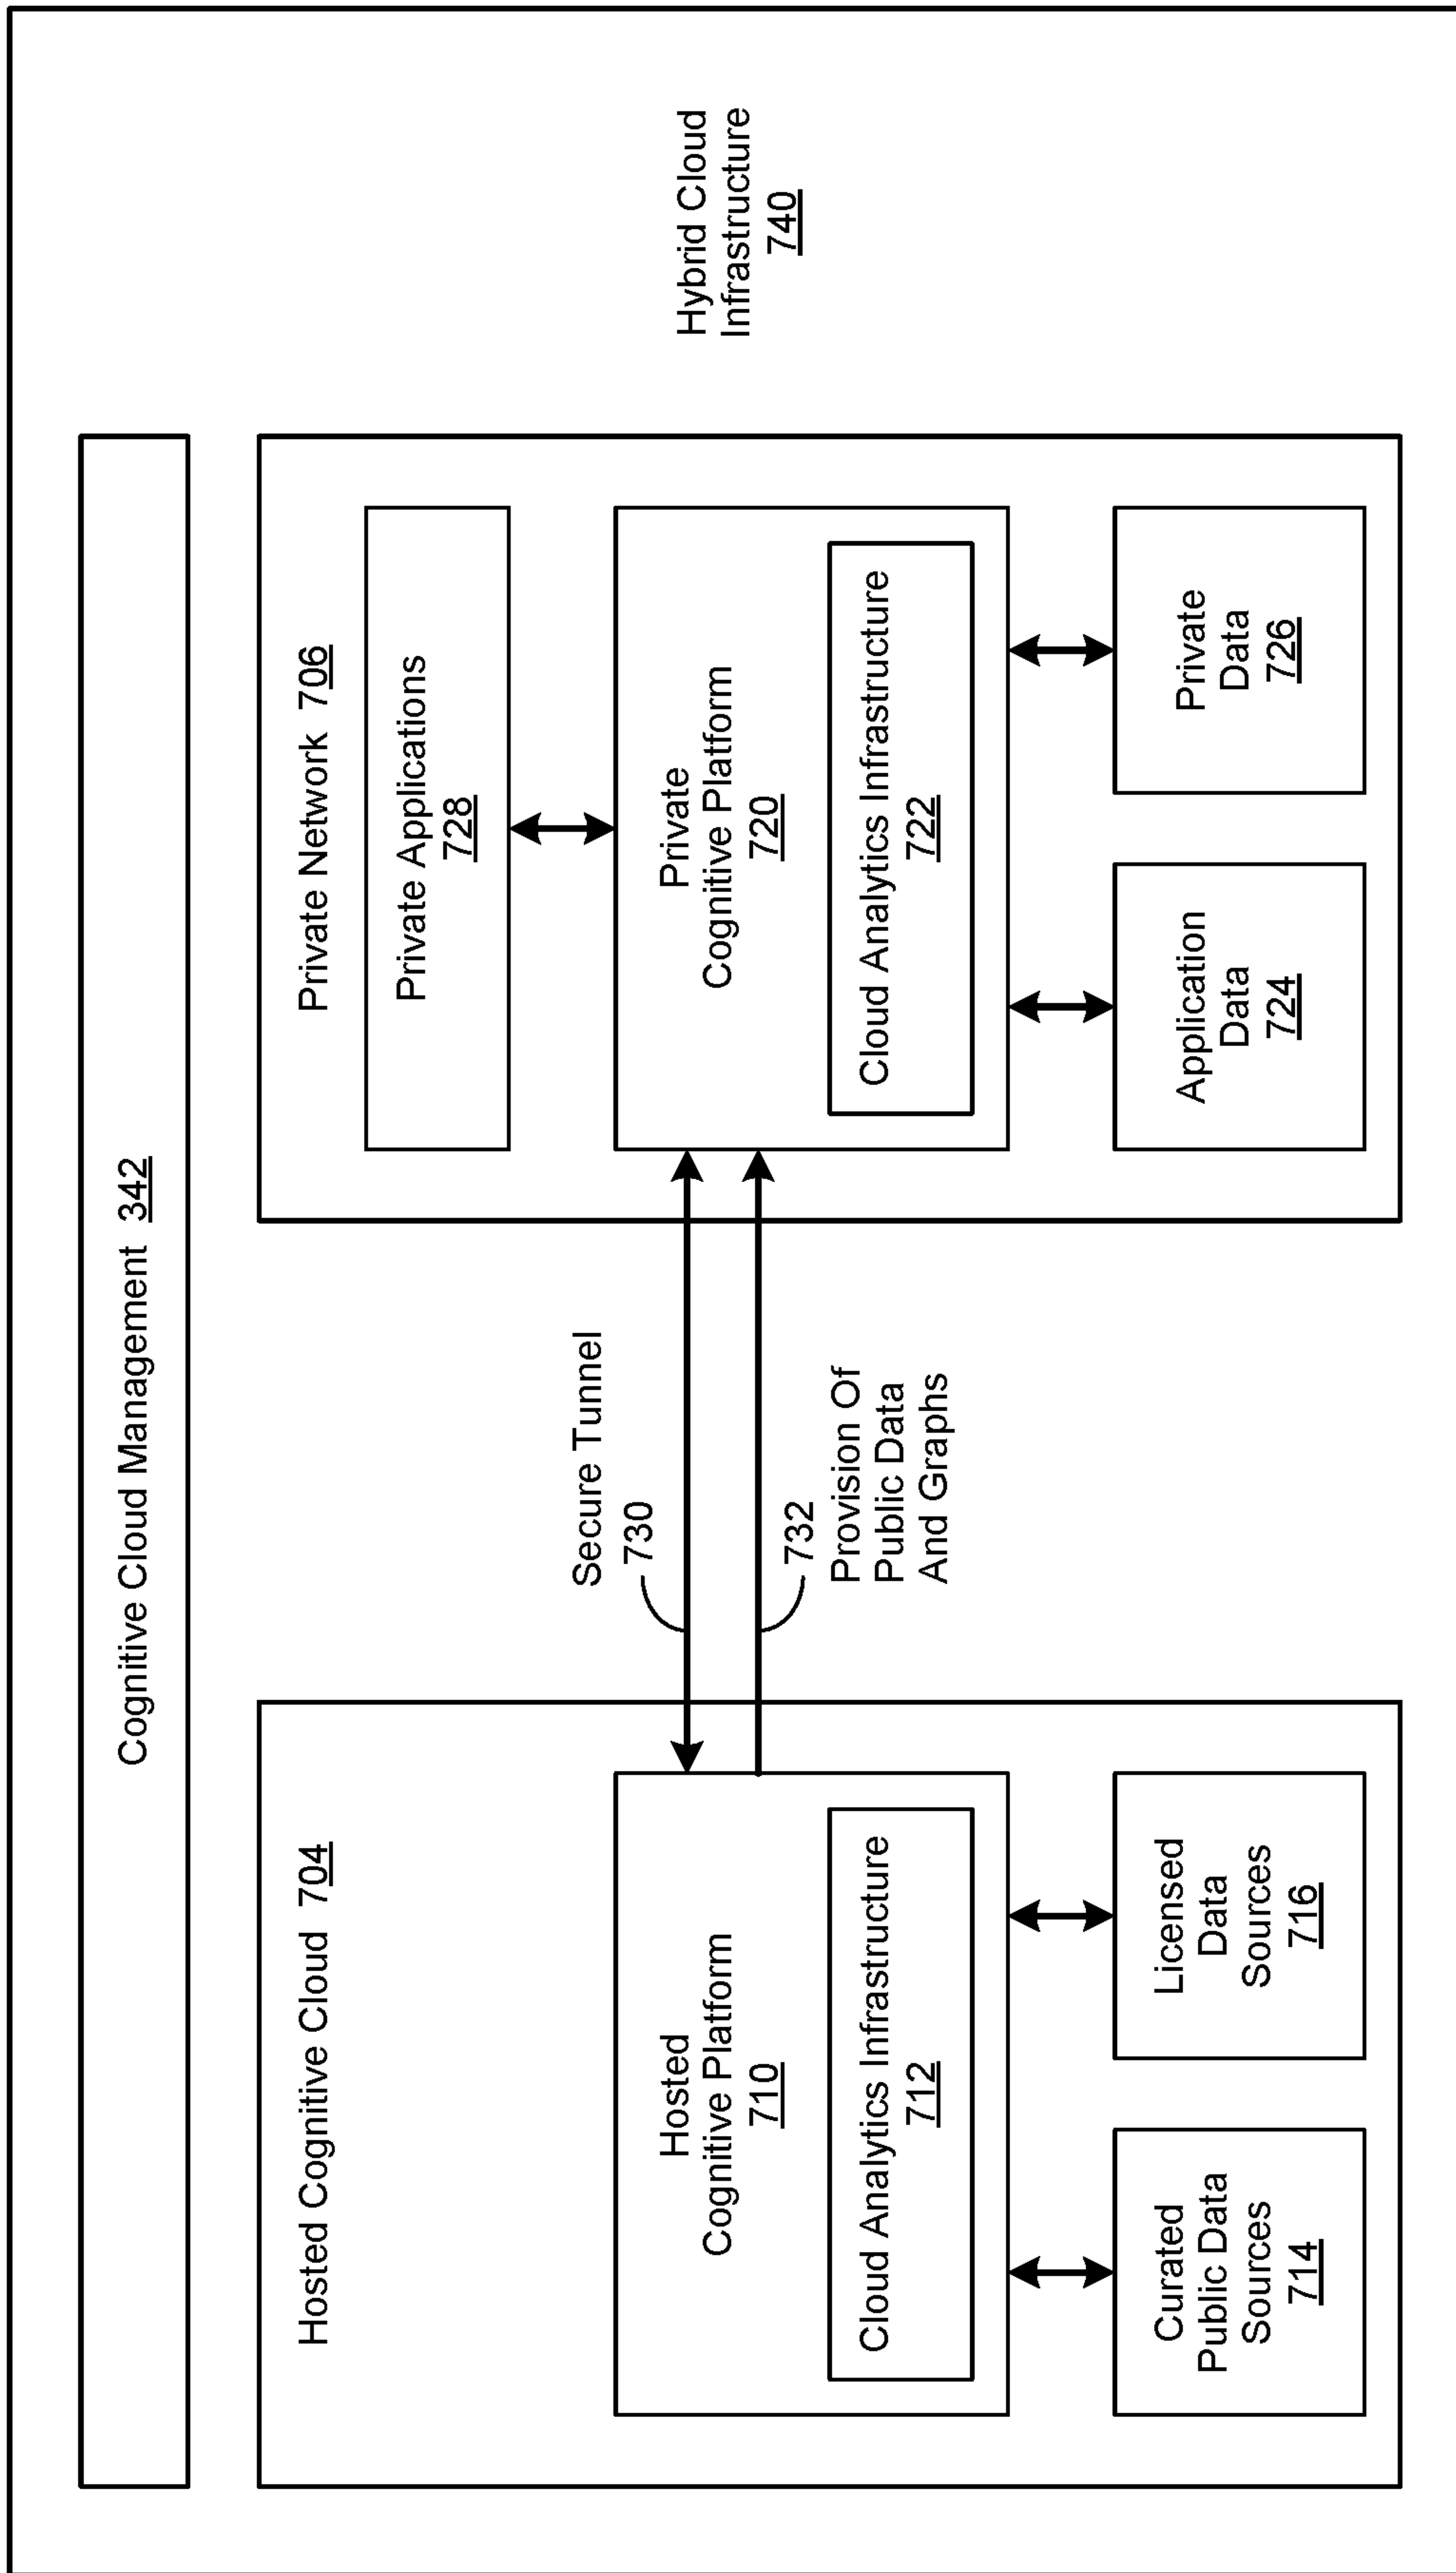 Cognitive Cloud Management 342
Hosted Cognitive Cloud 704
Hosted
Cognitive Platform
710
Cloud Analytics Infrastructure
712
Curated
Public Data
Sources
714
Licensed
Data
Sources
716
Secure Tunnel
730
732
Provision Of
Public Data
And Graphs
Private Network 706
Private Applications
728
Private
Cognitive Platform
720
Cloud Analytics Infrastructure
722
Application
Data
724
Private
Data
726
Hybrid Cloud
Infrastructure
740